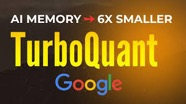 AI MEMORY → 6X SMALLER
TurboQuant
Google